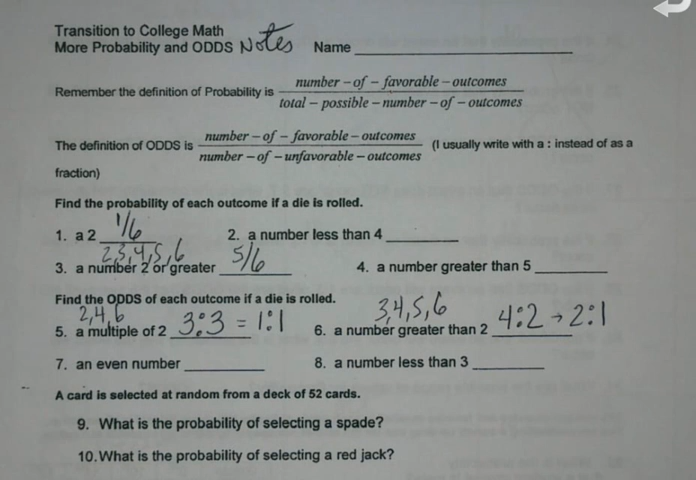 Transition to College Math
More Probability and ODDS Notes Name
Remember the definition of Probability is number – of – favorable – outcomes
total – possible – number – of – outcomes
The definition of ODDS is number – of – favorable – outcomes (I usually write with a : instead of as a
number – of – unfavorable – outcomes
fraction)
Find the probability of each outcome if a die is rolled.
1. a 2 1/6 2. a number less than 4
2,3,4,5,6
3. a number 2 or greater 5/6 4. a number greater than 5
Find the ODDS of each outcome if a die is rolled.
2,4,6 3,4,5,6
5. a multiple of 2 3:3 = 1:1 6. a number greater than 2 4:2 → 2:1
7. an even number 8. a number less than 3
A card is selected at random from a deck of 52 cards.
9. What is the probability of selecting a spade?
10. What is the probability of selecting a red jack?